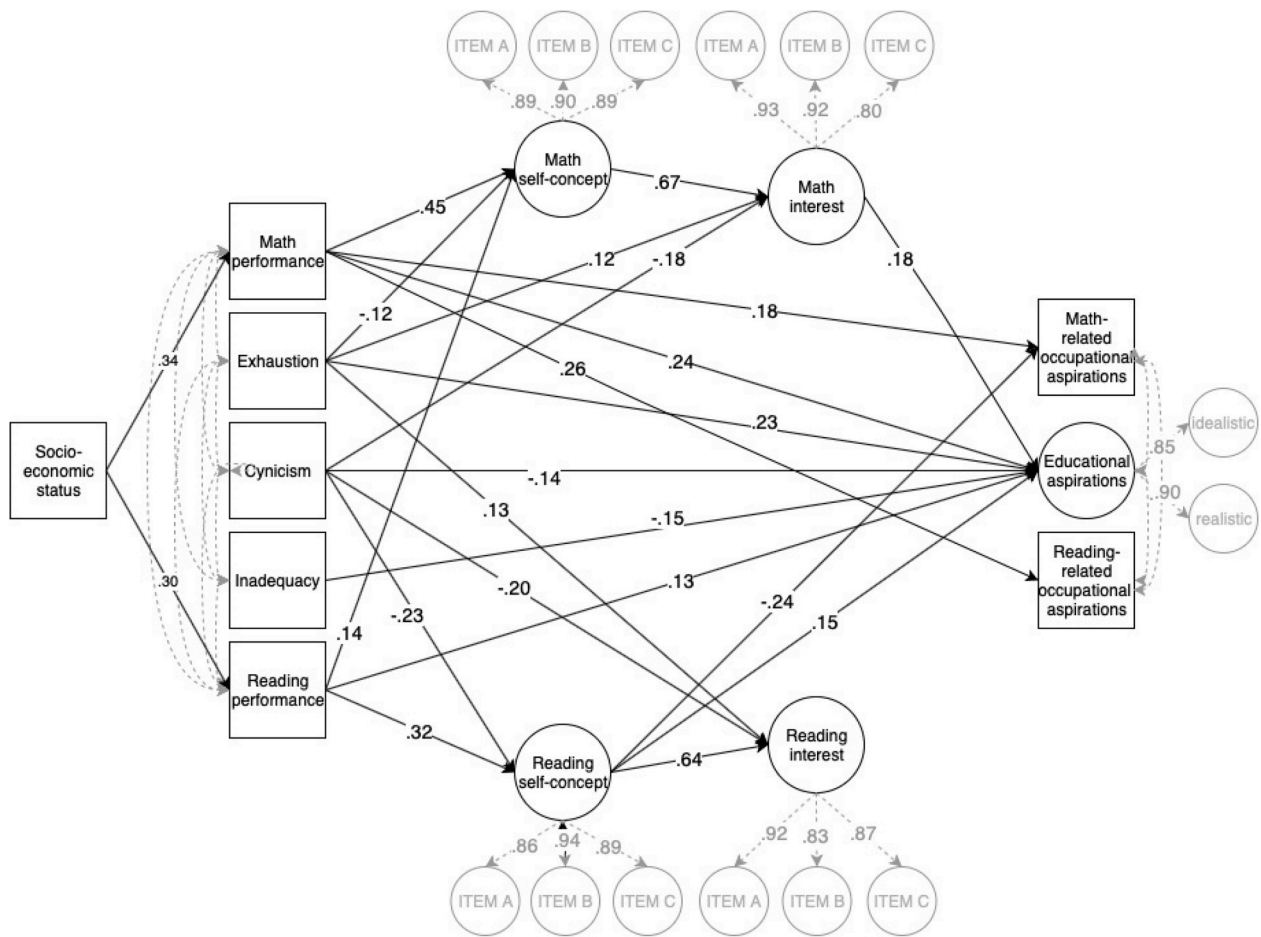 ITEM A
ITEM B
ITEM C
ITEM A
ITEM B
ITEM C
.89
.90
.89
.93
.92
.80
Math
self-concept
Math
interest
.67
.45
Math
performance
.12
-.18
.18
-.12
.18
Math-
related
occupational
aspirations
.34
Exhaustion
.26
.24
.23
idealistic
Socio-
economic
status
Cynicism
-.14
Educational
aspirations
.85
.90
.13
-.15
realistic
.30
Inadequacy
-.20
.13
Reading-
related
occupational
aspirations
-.23
.14
-.24
.15
Reading
performance
.32
Reading
self-concept
.64
Reading
interest
.86
.94
.89
.92
.83
.87
ITEM A
ITEM B
ITEM C
ITEM A
ITEM B
ITEM C